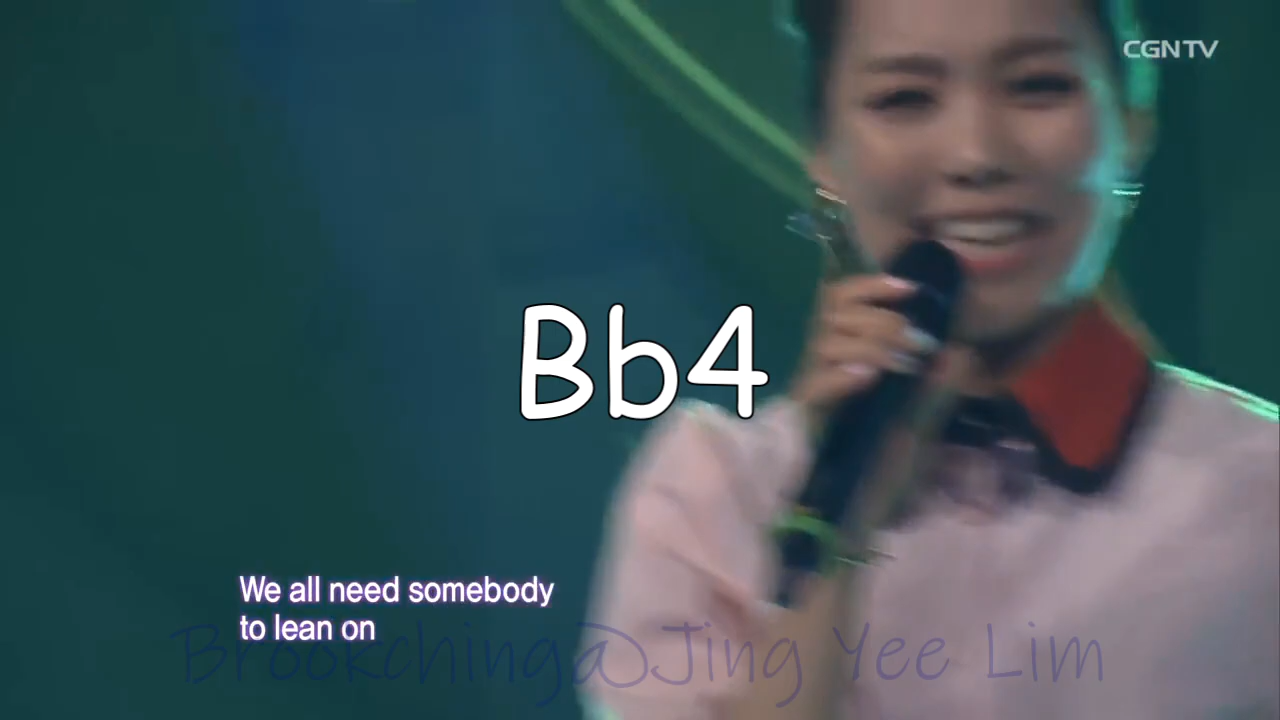 CGNTV
Bb4
We all need somebody
to lean on
Brookching@Jing Yee Lim